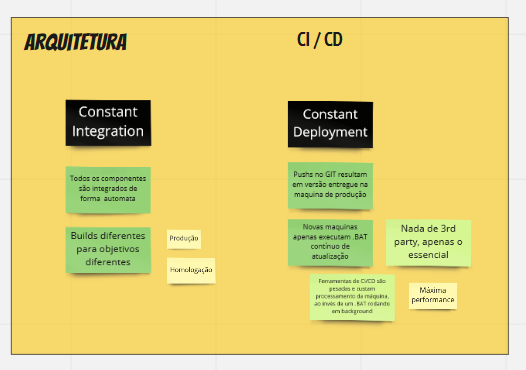 ARQUITETURA
CI / CD
Constant
Integration
Todos os componentes
são integrados de
forma automata
Builds diferentes
para objetivos
diferentes
Produção
Homologação
Constant
Deployment
Pushs no GIT resultam
em versão entregue na
maquina de produção
Novas maquinas
apenas executam .BAT
contínuo de
atualização
Nada de 3rd
party, apenas o
essencial
Ferramentas de CI/CD são
pesadas e custam
processamento da máquina,
ao invés de um .BAT rodando
em background
Máxima
performance